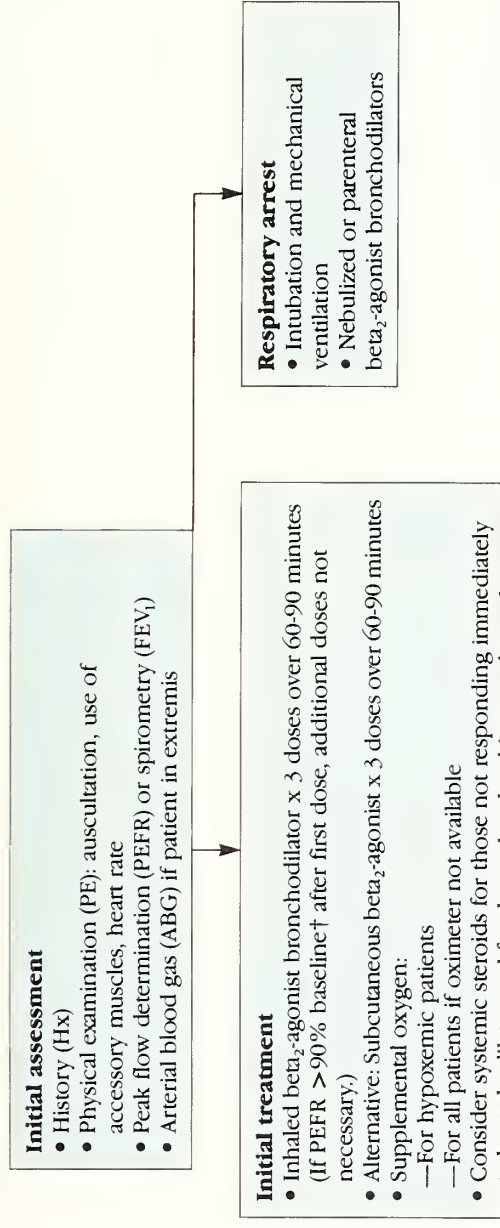 Initial assessment
• History (Hx)
• Physical examination (PE): auscultation, use of
accessory muscles, heart rate
• Peak flow determination (PEFR) or spirometry (FEV₁)
• Arterial blood gas (ABG) if patient in extremis
Initial treatment
• Inhaled beta₂-agonist bronchodilator x 3 doses over 60-90 minutes
(If PEFR >90% baseline† after first dose, additional doses not
necessary.)
• Alternative: Subcutaneous beta₂-agonist x 3 doses over 60-90 minutes
• Supplemental oxygen:
—For hypoxemic patients
—For all patients if oximeter not available
• Consider systemic steroids for those not responding immediately
Respiratory arrest
• Intubation and mechanical
ventilation
• Nebulized or parenteral
beta₂-agonist bronchodilators